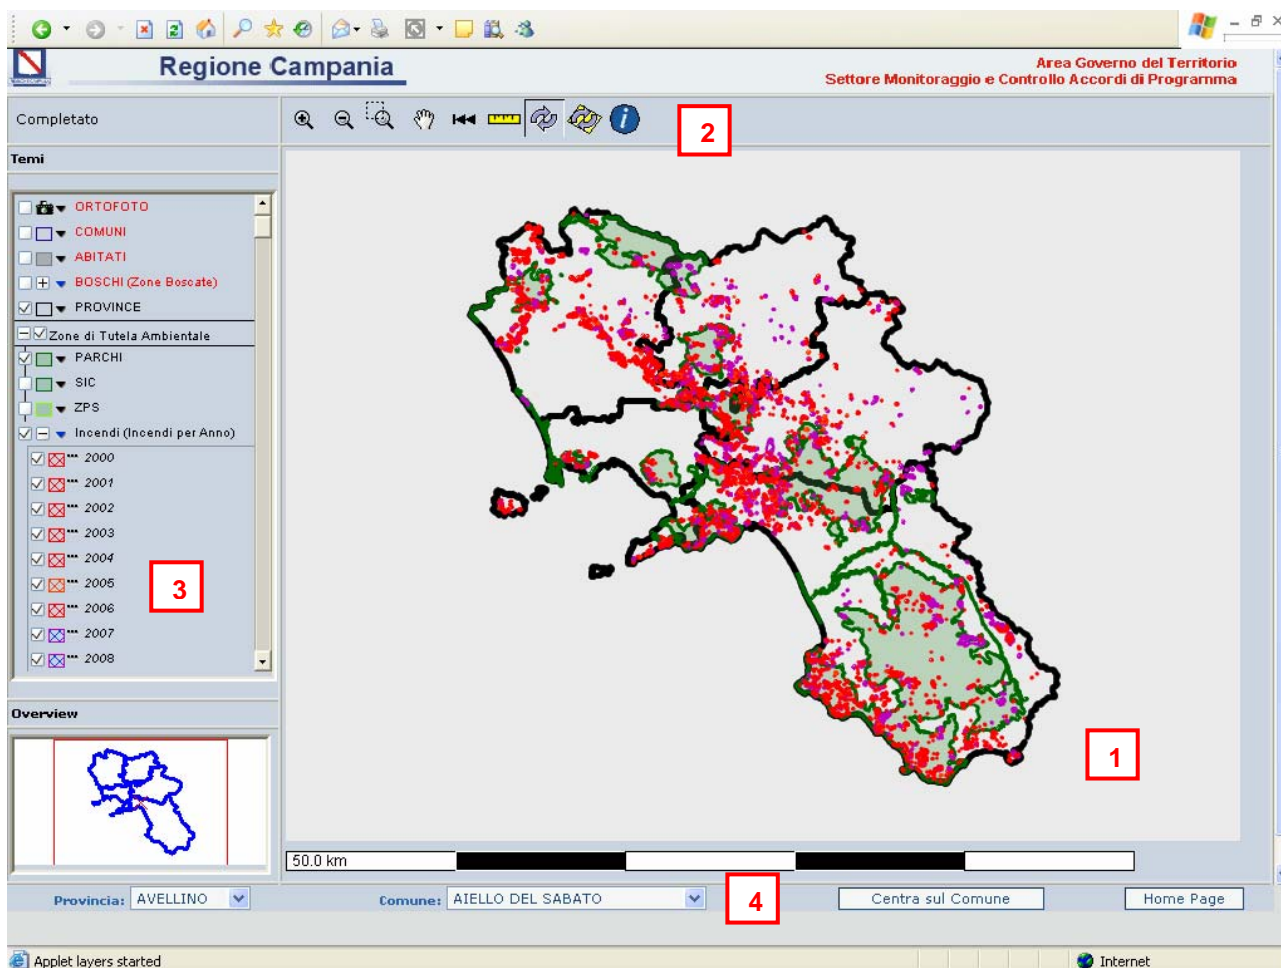 Regione Campania
Area Governo del Territorio
Settore Monitoraggio e Controllo Accordi di Programma
Completato
2
Temi
ORTOFOTO
COMUNI
ABITATI
BOSCHI (Zone Boscate)
PROVINCE
Zone di Tutela Ambientale
PARCHI
SIC
ZPS
Incendi (Incendi per Anno)
2000
2001
2002
2003
2004
2005
2006
2007
2008
3
1
Overview
50.0 km
Provincia: AVELLINO
Comune: AIELLO DEL SABATO
4
Centra sul Comune
Home Page
Applet layers started
Internet